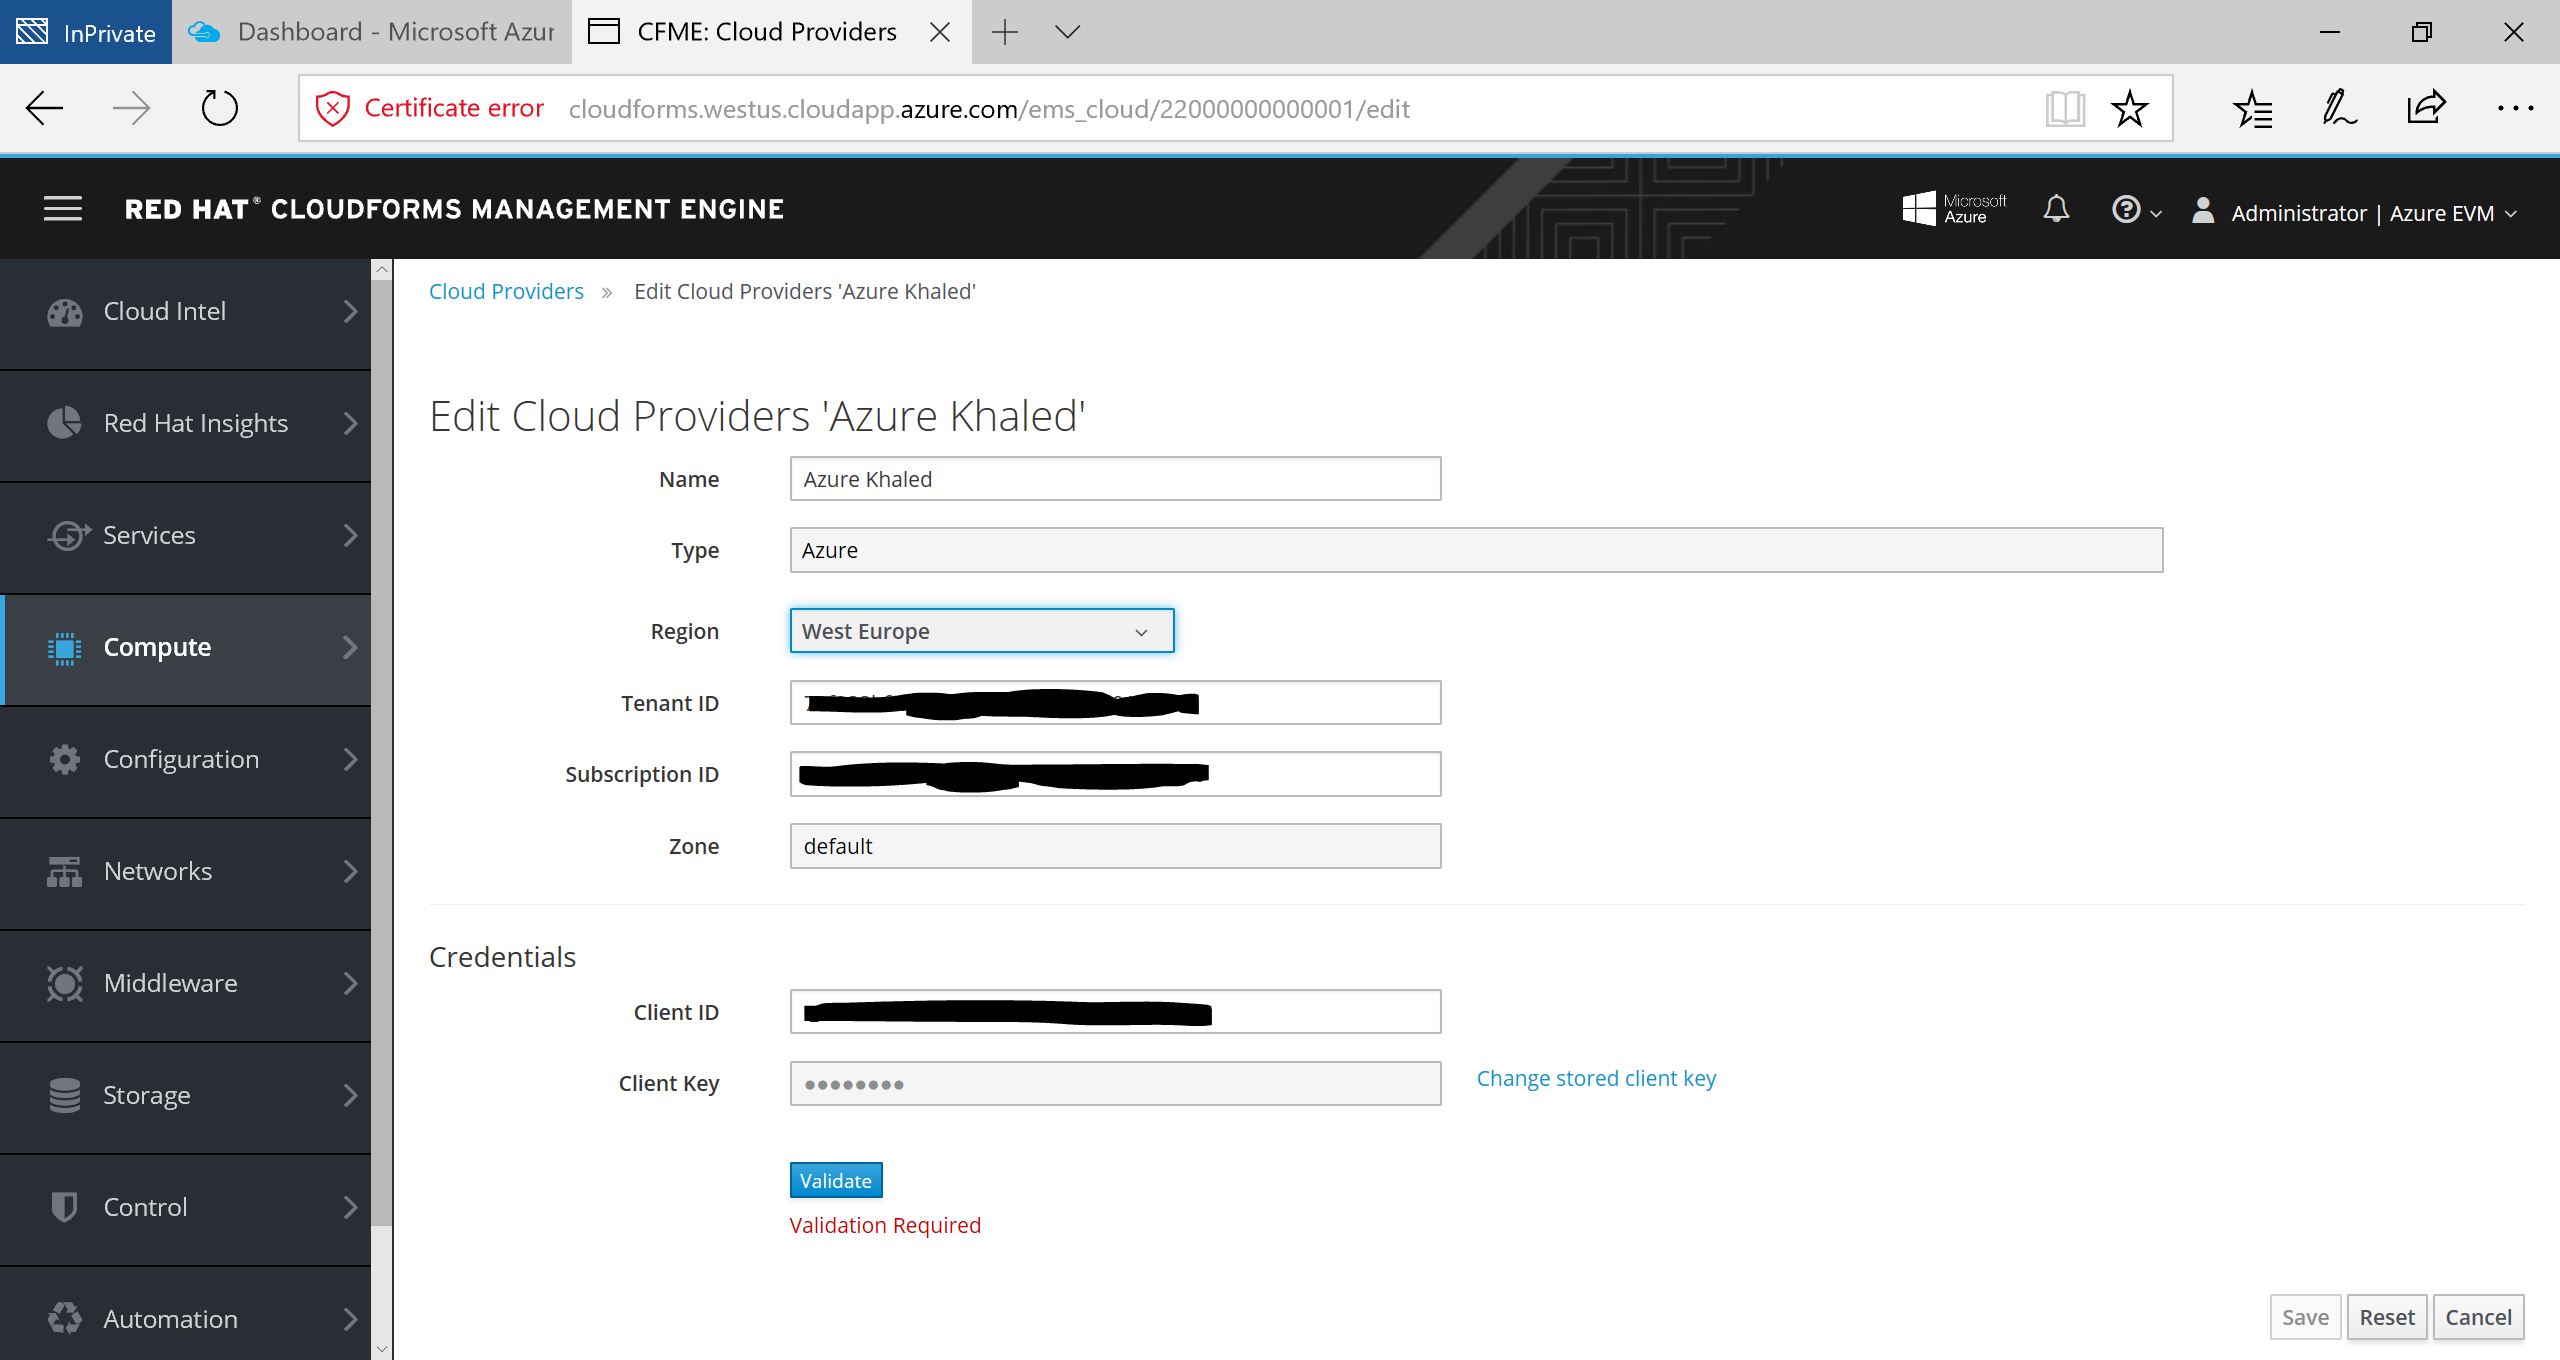 InPrivate
Dashboard - Microsoft Azur
CFME: Cloud Providers
Certificate error cloudforms.westus.cloudapp.azure.com/ems_cloud/22000000000001/edit
RED HAT® CLOUDFORMS MANAGEMENT ENGINE
Microsoft
Azure
Administrator | Azure EVM
Cloud Intel
Red Hat Insights
Services
Compute
Configuration
Networks
Middleware
Storage
Control
Automation
Cloud Providers » Edit Cloud Providers 'Azure Khaled'
Edit Cloud Providers 'Azure Khaled'
Name Azure Khaled
Type Azure
Region West Europe
Tenant ID
Subscription ID
Zone default
Credentials
Client ID
Client Key ●●●●●●●● Change stored client key
Validate
Validation Required
Save Reset Cancel